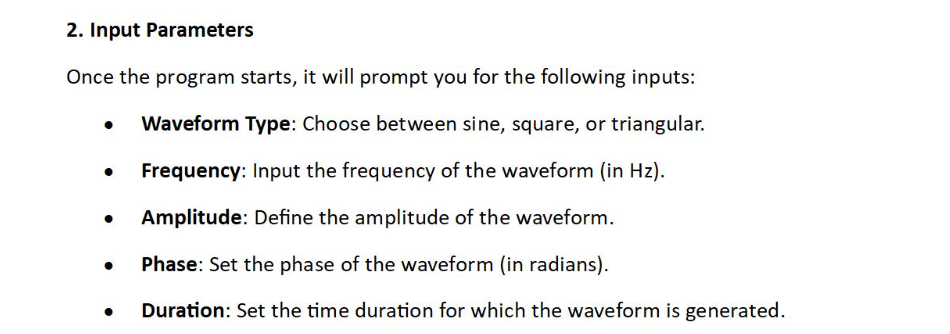 2. Input Parameters
Once the program starts, it will prompt you for the following inputs:
• Waveform Type: Choose between sine, square, or triangular.
• Frequency: Input the frequency of the waveform (in Hz).
• Amplitude: Define the amplitude of the waveform.
• Phase: Set the phase of the waveform (in radians).
• Duration: Set the time duration for which the waveform is generated.